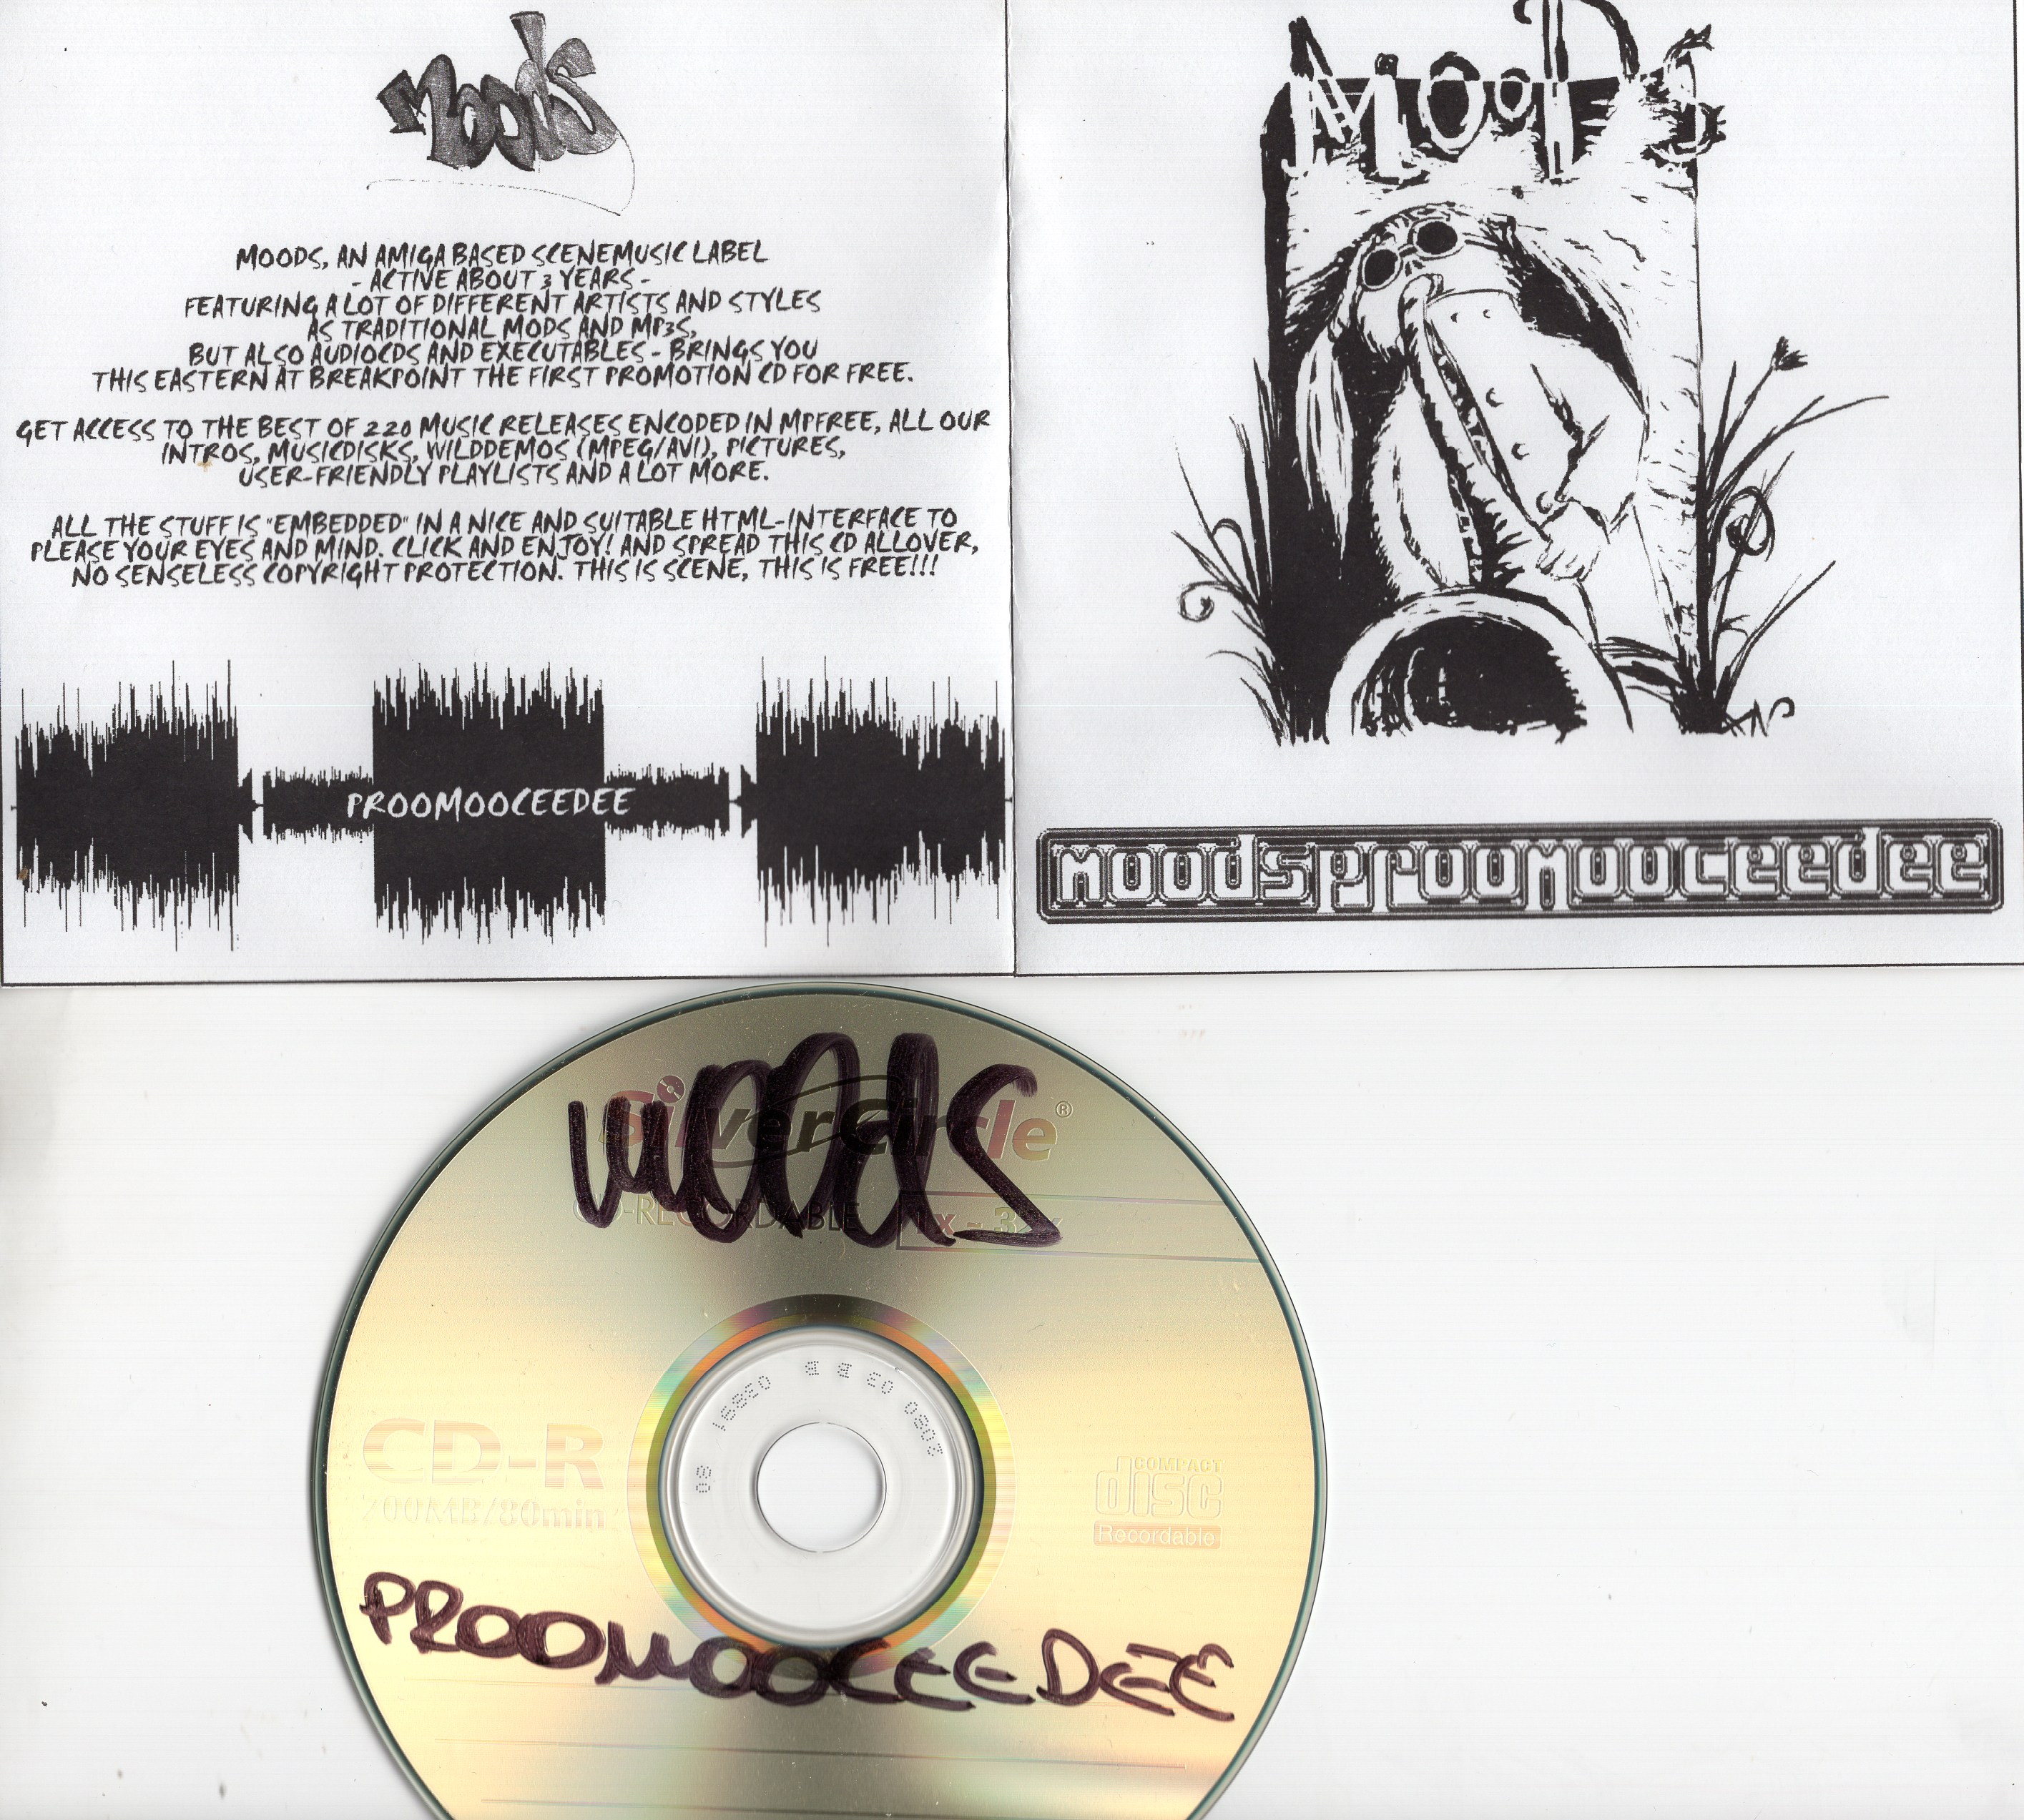 moods
MOODS, AN AMIGA BASED SCENEMUSIC LABEL
- ACTIVE ABOUT 3 YEARS -
FEATURING A LOT OF DIFFERENT ARTISTS AND STYLES
AS TRADITIONAL MODS AND MP3S,
BUT ALSO AUDIOCDS AND EXECUTABLES - BRINGS YOU
THIS EASTERN AT BREAKPOINT THE FIRST PROMOTION CD FOR FREE.
GET ACCESS TO THE BEST OF 220 MUSIC RELEASES ENCODED IN MPFREE, ALL OUR
INTROS, MUSICDISKS, WILDDEMOS (MPEG/AVI), PICTURES,
USER-FRIENDLY PLAYLISTS AND A LOT MORE.
ALL THE STUFF IS "EMBEDDED" IN A NICE AND SUITABLE HTML-INTERFACE TO
PLEASE YOUR EYES AND MIND. CLICK AND ENJOY! AND SPREAD THIS CD ALLOVER,
NO SENSELESS COPYRIGHT PROTECTION. THIS IS SCENE, THIS IS FREE!!!
PROOMOOCEEDEE
MooDs
moodsproomooceedee
moods
SilverCircle®
CD-RECORDABLE
CD-R
700MB/80min
COMPACT
disc
Recordable
PROOMOOCEEDEE